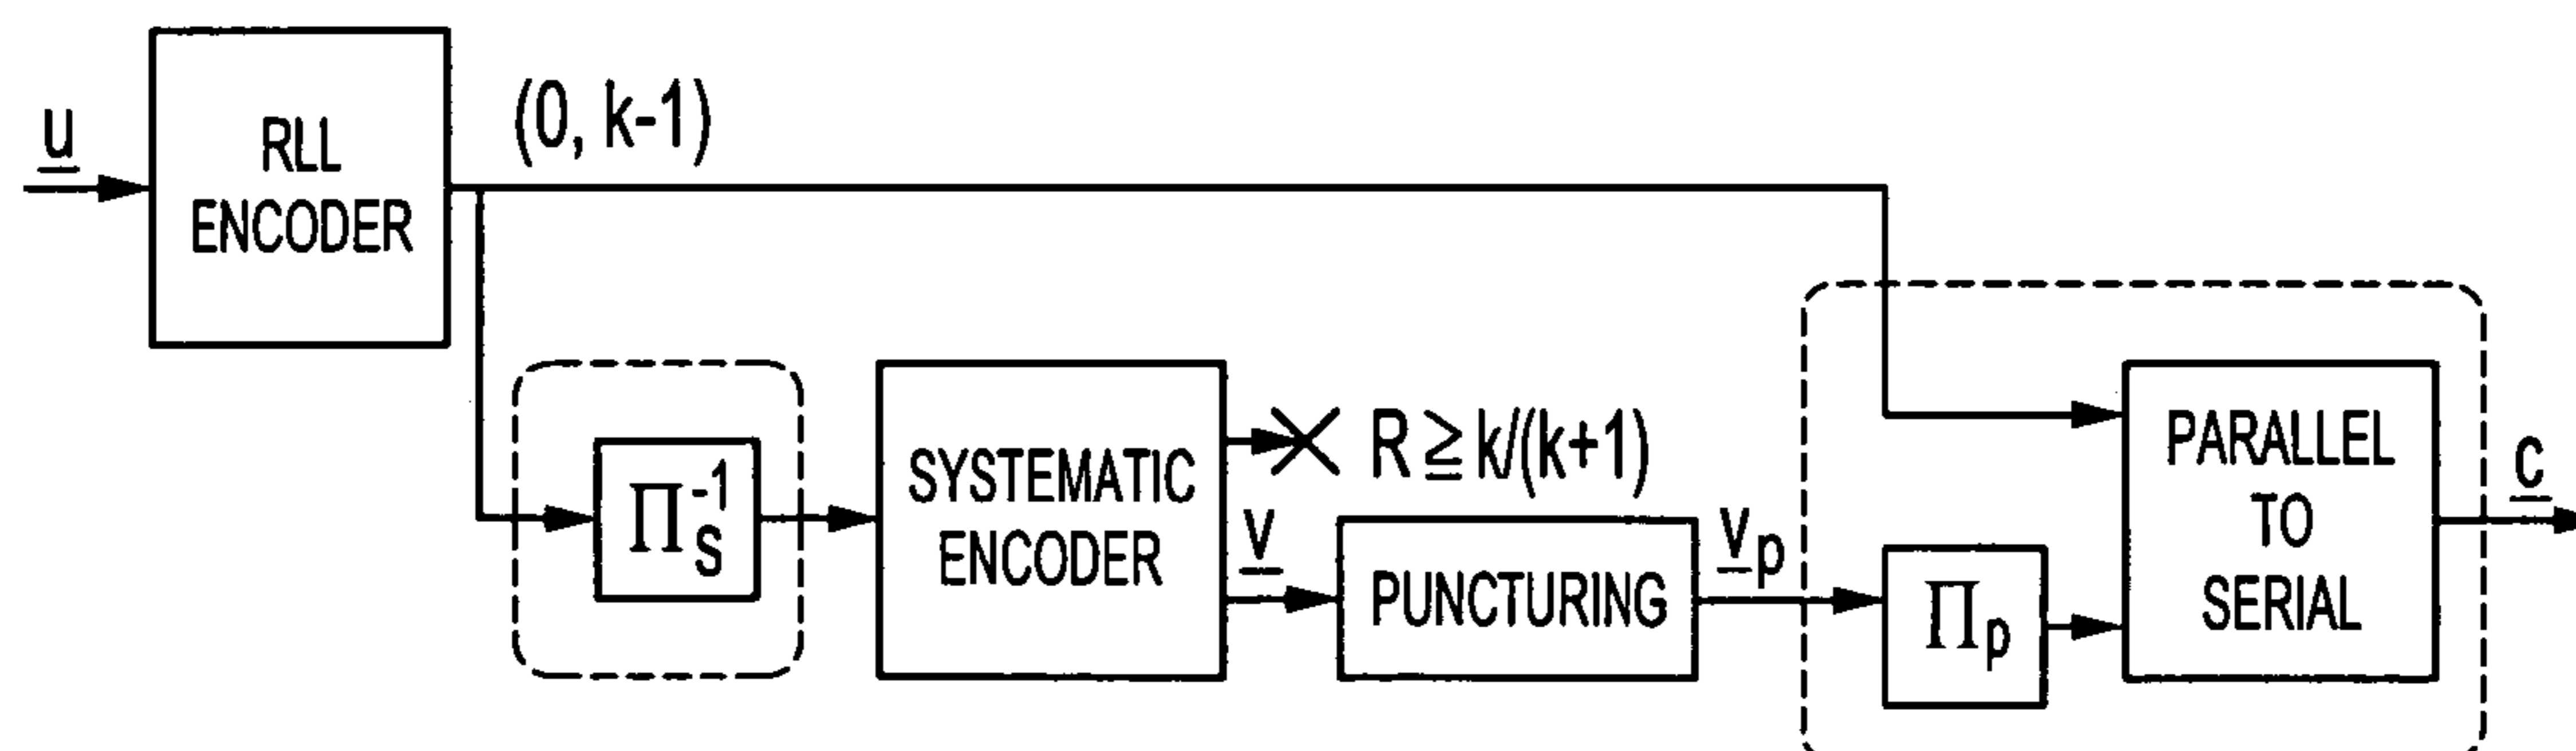 u
RLL
ENCODER
(0, k-1)
Π_S^-1
SYSTEMATIC
ENCODER
R ≥ k/(k+1)
v
PUNCTURING
v_p
Π_p
PARALLEL
TO
SERIAL
c